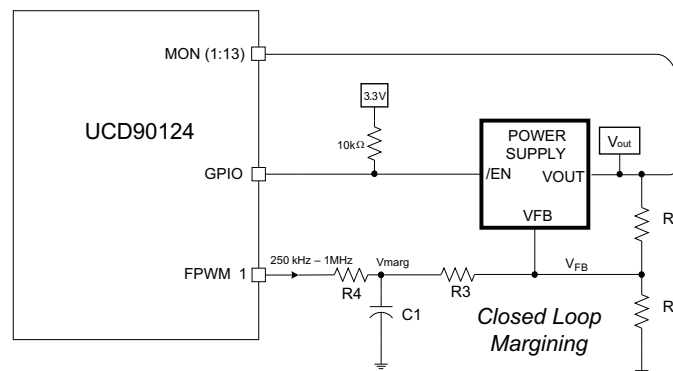 MON (1:13)
UCD90124
3.3V
10kΩ
POWER
SUPPLY
Vout
GPIO
/EN
VOUT
VFB
R
250 kHz – 1MHz
Vmarg
VFB
FPWM 1
R4
R3
R
C1
Closed Loop
Margining